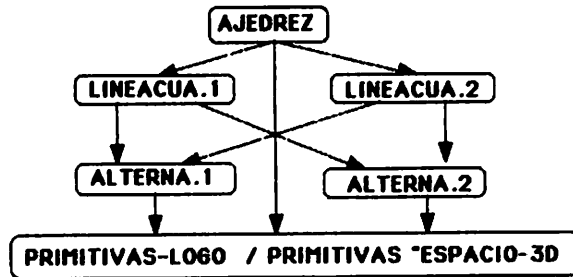 AJEDREZ
LINEACUA.1 LINEACUA.2
ALTERNA.1 ALTERNA.2
PRIMITIVAS-LOGO / PRIMITIVAS "ESPACIO-3D